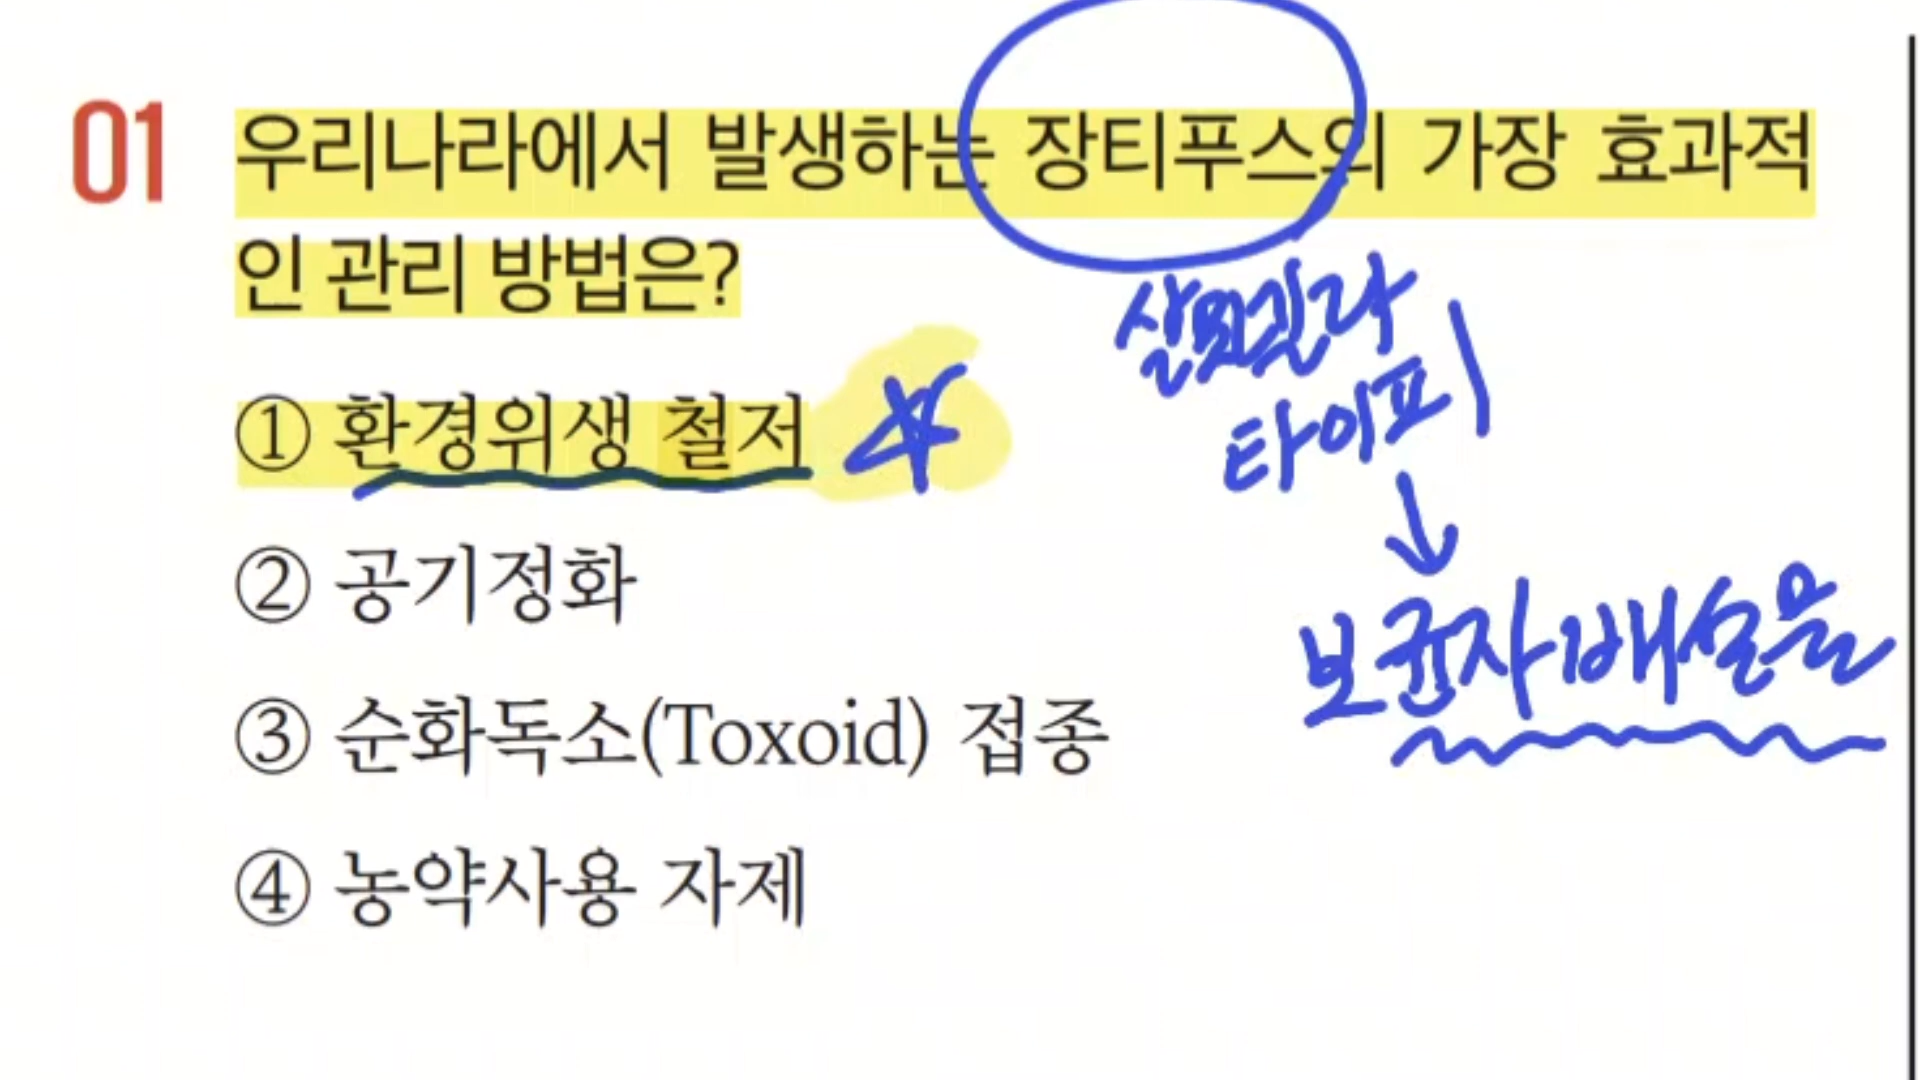 01 우리나라에서 발생하는 장티푸스의 가장 효과적
인 관리 방법은?
살모넬라
타이피
① 환경위생 철저
② 공기정화
보균자 배설물
③ 순화독소(Toxoid) 접종
④ 농약사용 자제